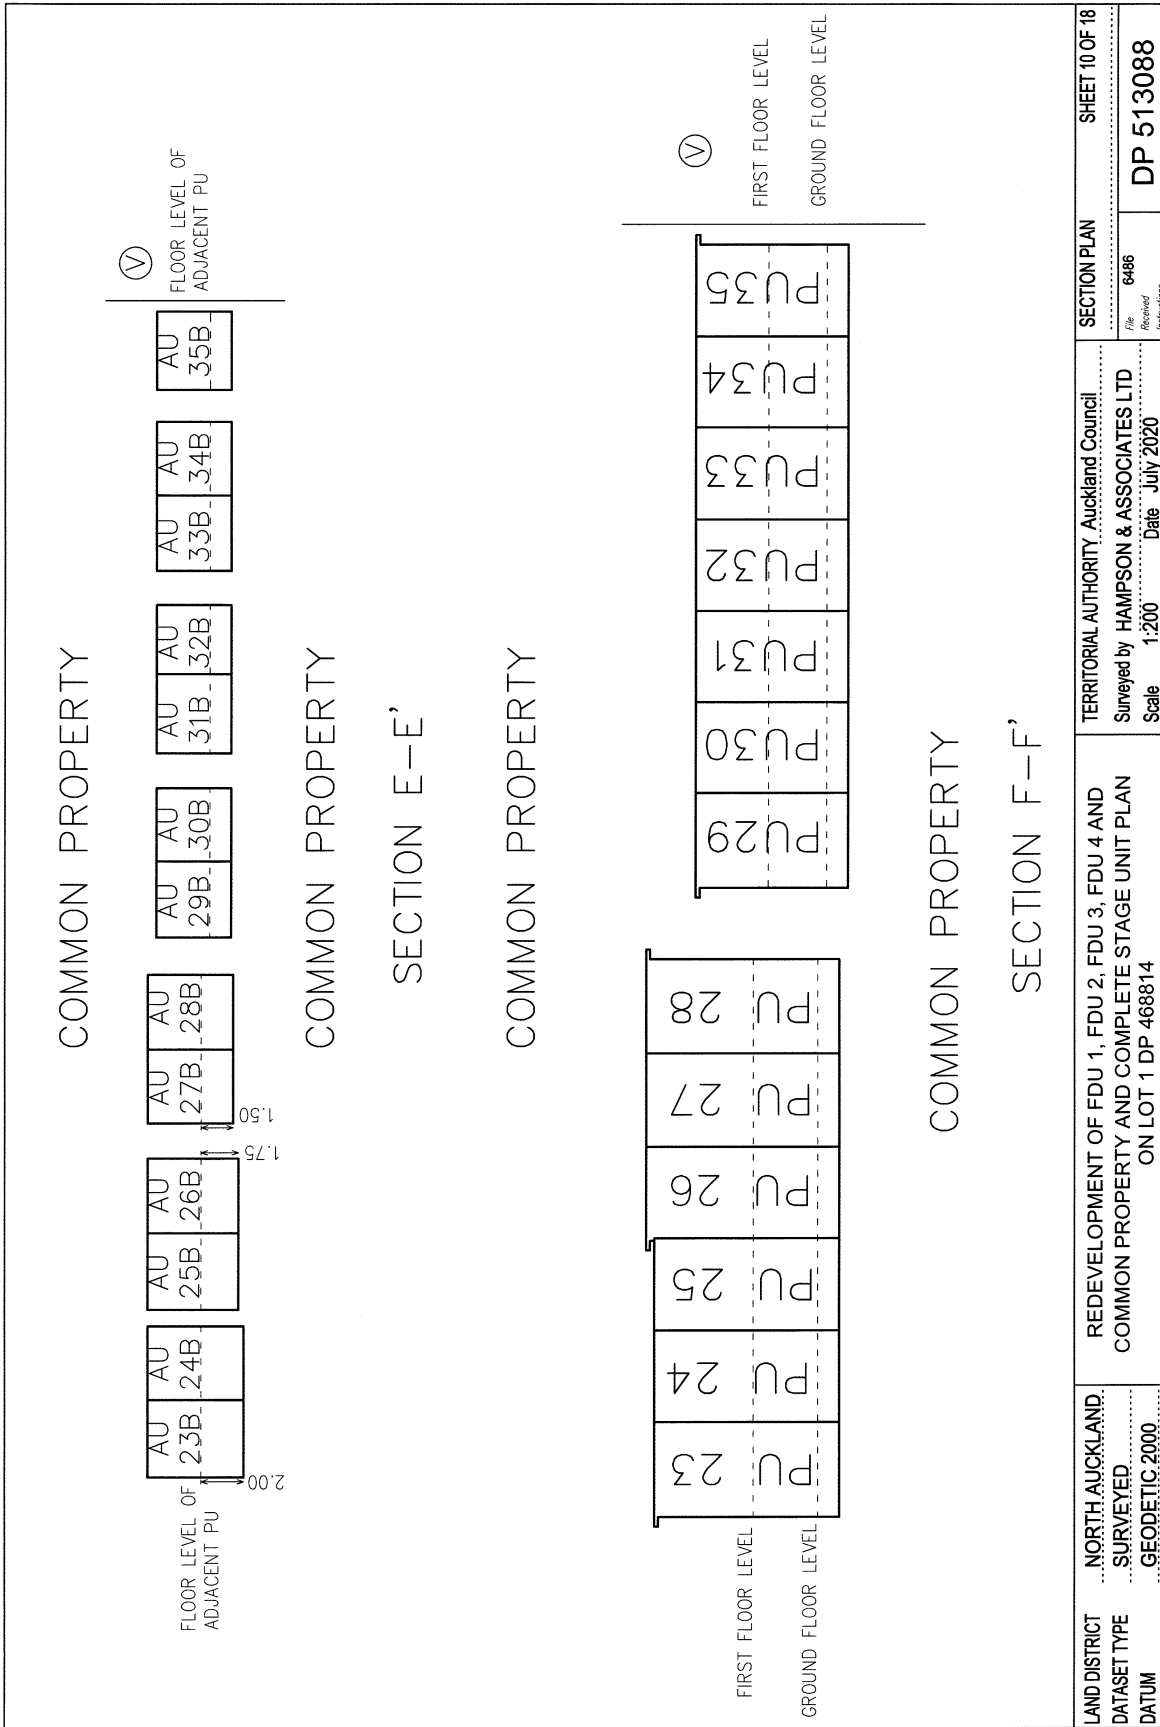 COMMON PROPERTY
FLOOR LEVEL OF
ADJACENT PU
AU
23B
AU
24B
AU
25B
AU
26B
AU
27B
AU
28B
AU
29B
AU
30B
AU
31B
AU
32B
AU
33B
AU
34B
AU
35B
V
FLOOR LEVEL OF
ADJACENT PU
2.00
1.75
1.50
COMMON PROPERTY
SECTION E-E'
COMMON PROPERTY
FIRST FLOOR LEVEL
GROUND FLOOR LEVEL
23
PU
24
PU
25
PU
26
PU
27
PU
28
PU
PU29
PU30
PU31
PU32
PU33
PU34
PU35
V
FIRST FLOOR LEVEL
GROUND FLOOR LEVEL
COMMON PROPERTY
SECTION F-F'
LAND DISTRICT NORTH AUCKLAND
DATASET TYPE SURVEYED
DATUM GEODETIC 2000
REDEVELOPMENT OF FDU 1, FDU 2, FDU 3, FDU 4 AND
COMMON PROPERTY AND COMPLETE STAGE UNIT PLAN
ON LOT 1 DP 468814
TERRITORIAL AUTHORITY Auckland Council
Surveyed by HAMPSON & ASSOCIATES LTD
Scale 1:200 Date July 2020
SECTION PLAN SHEET 10 OF 18
File 6486
Received
DP 513088